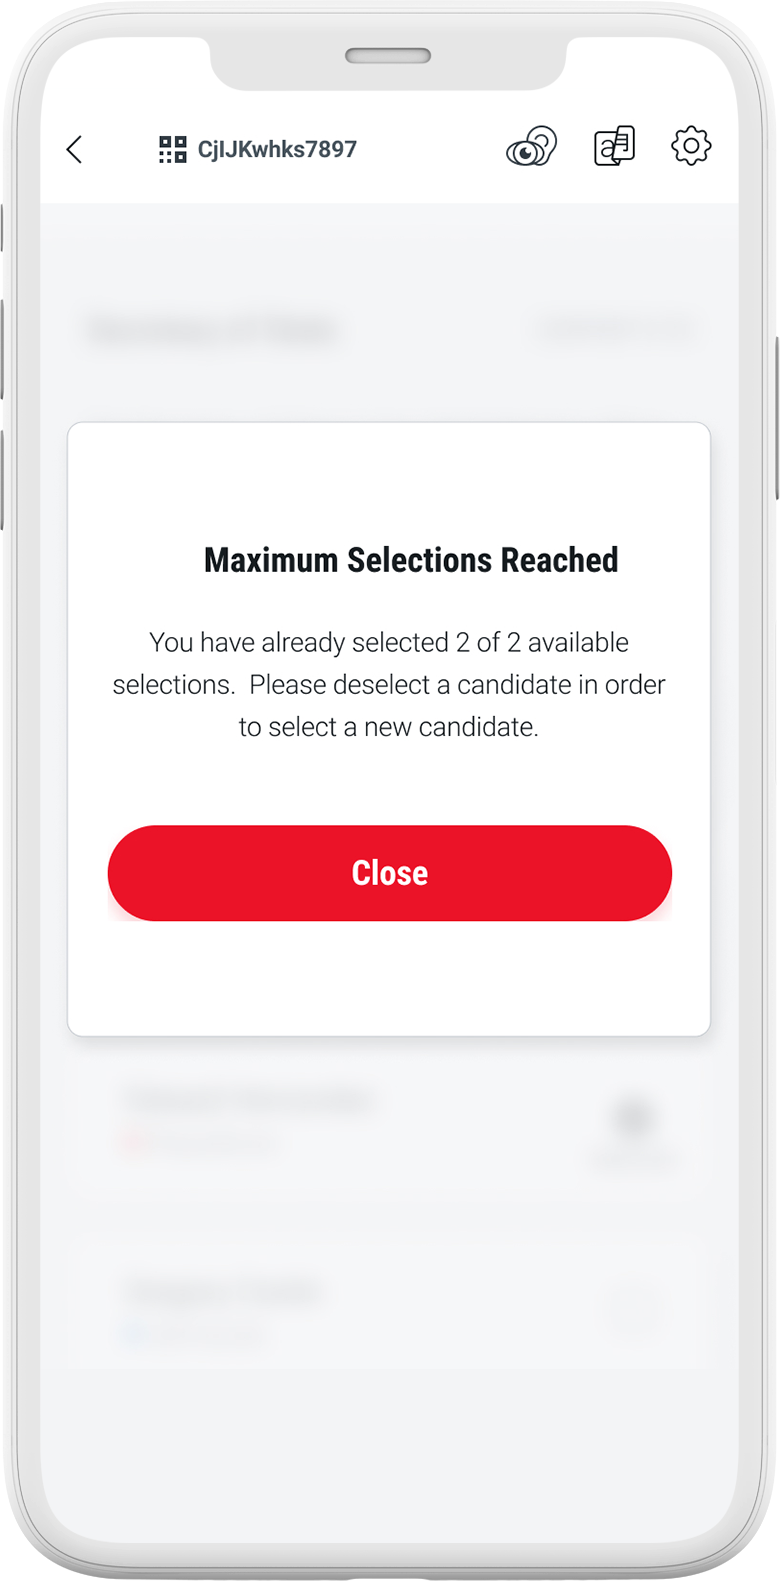 CjIJKwhks7897
Maximum Selections Reached
You have already selected 2 of 2 available
selections.  Please deselect a candidate in order
to select a new candidate.
Close